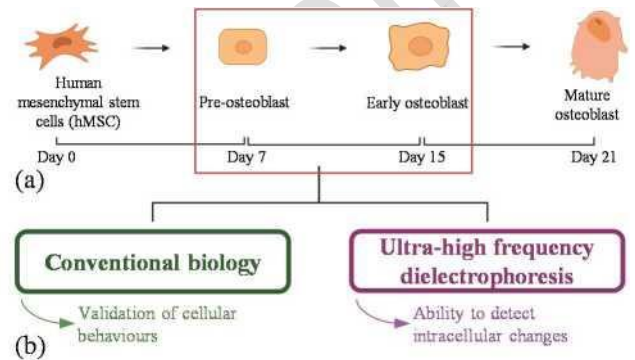 Human
mesenchymal stem
cells (hMSC)
Pre-osteoblast
Early osteoblast
Mature
osteoblast
Day 0
Day 7
Day 15
Day 21
(a)
Conventional biology
Ultra-high frequency
dielectrophoresis
Validation of cellular
behaviours
Ability to detect
intracellular changes
(b)